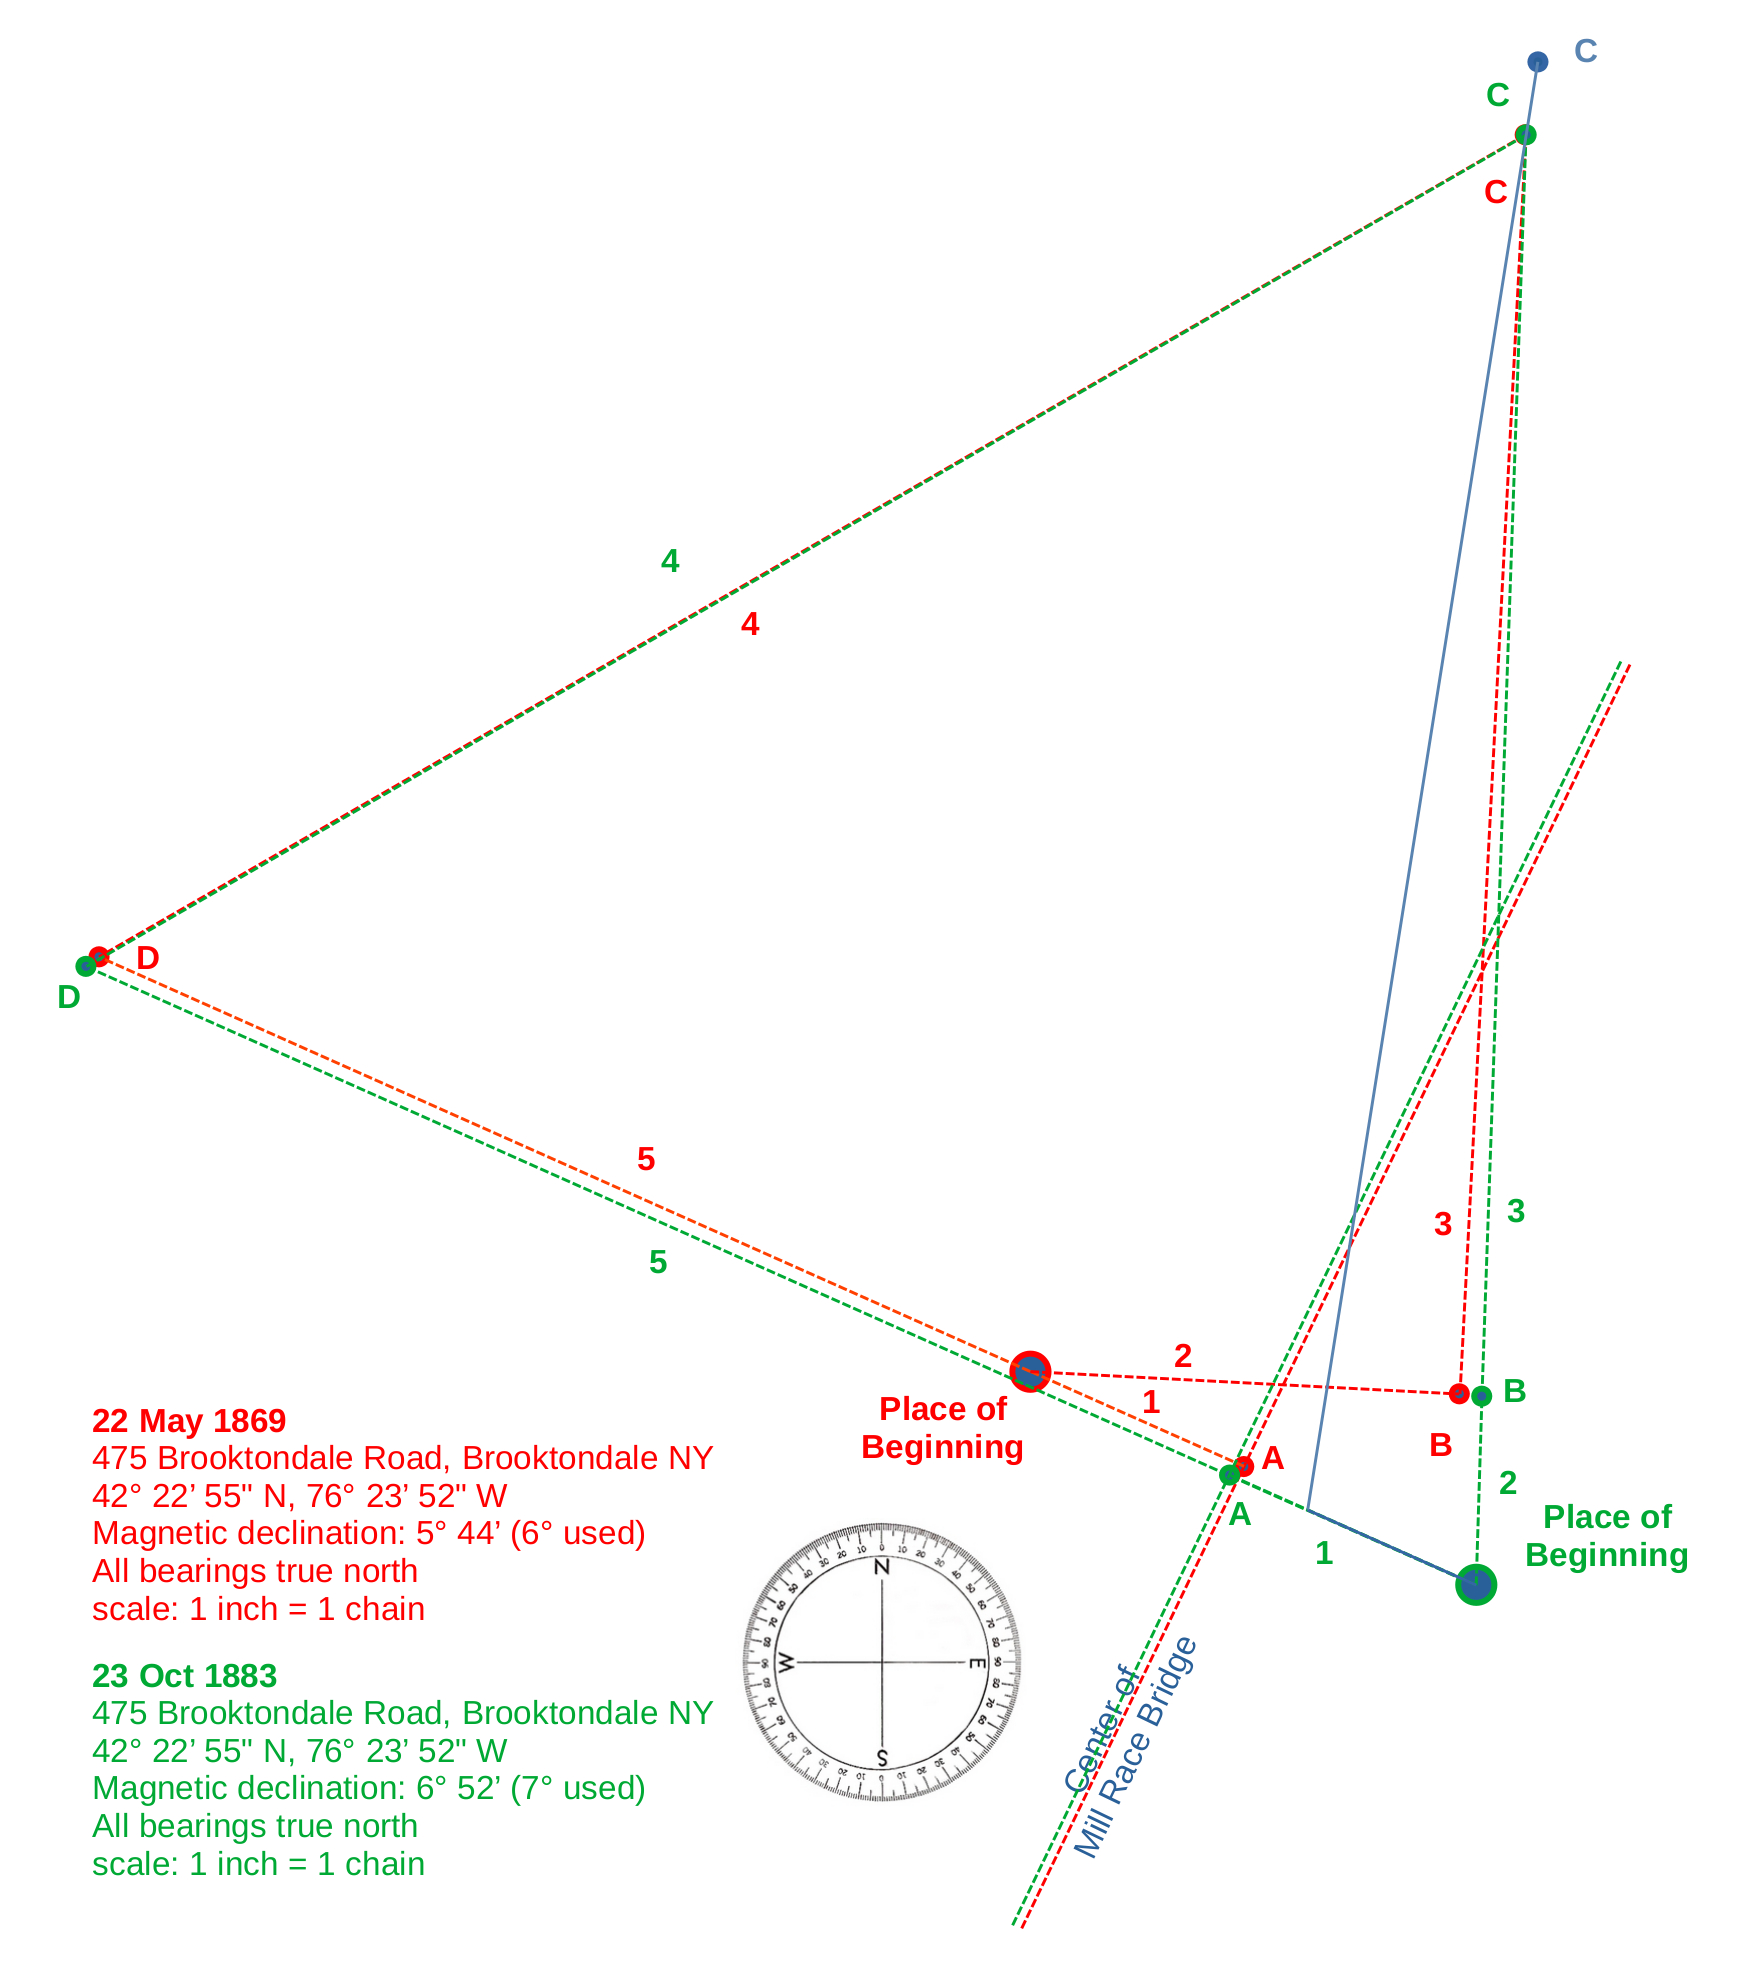 C
C
C
4
4
D
D
3
3
5
5
2
1
B
B
Place of
Beginning
A
A
2
Place of
Beginning
1
22 May 1869
475 Brooktondale Road, Brooktondale NY
42° 22’ 55" N, 76° 23’ 52" W
Magnetic declination: 5° 44’ (6° used)
All bearings true north
scale: 1 inch = 1 chain
23 Oct 1883
475 Brooktondale Road, Brooktondale NY
42° 22’ 55" N, 76° 23’ 52" W
Magnetic declination: 6° 52’ (7° used)
All bearings true north
scale: 1 inch = 1 chain
N
W
E
S
Center of
Mill Race Bridge